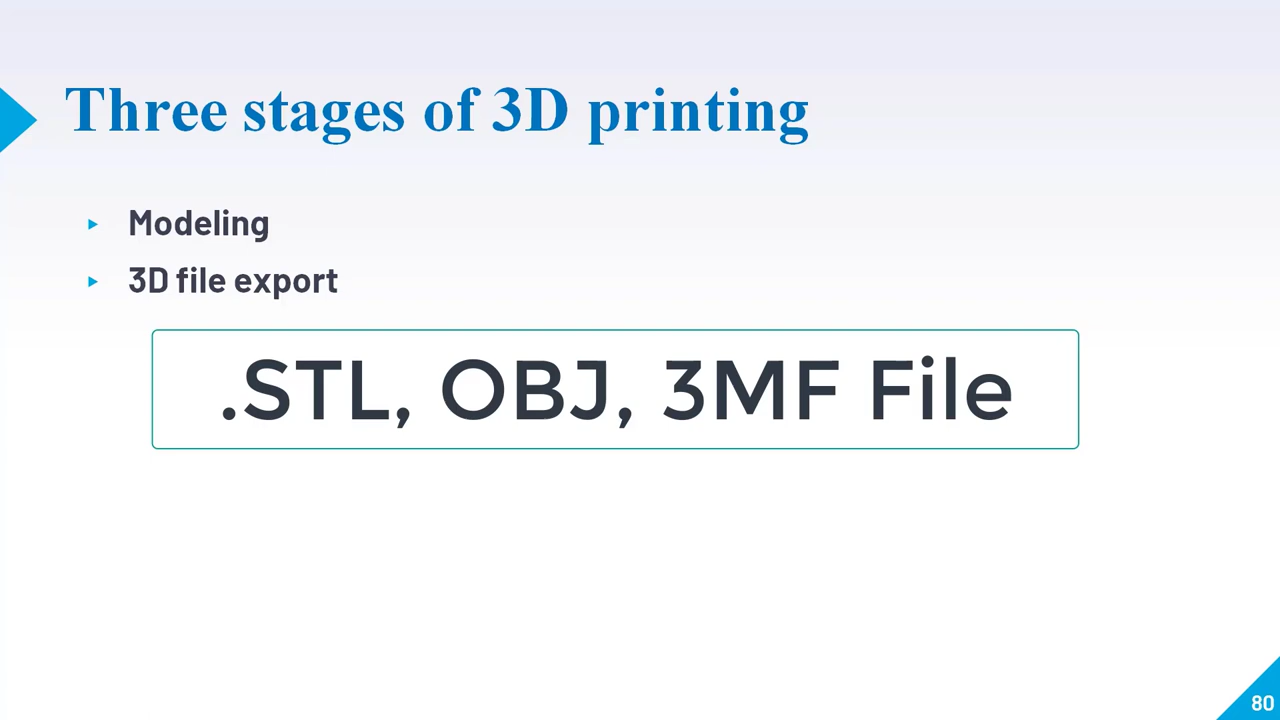 Three stages of 3D printing
Modeling
3D file export
.STL, OBJ, 3MF File
80